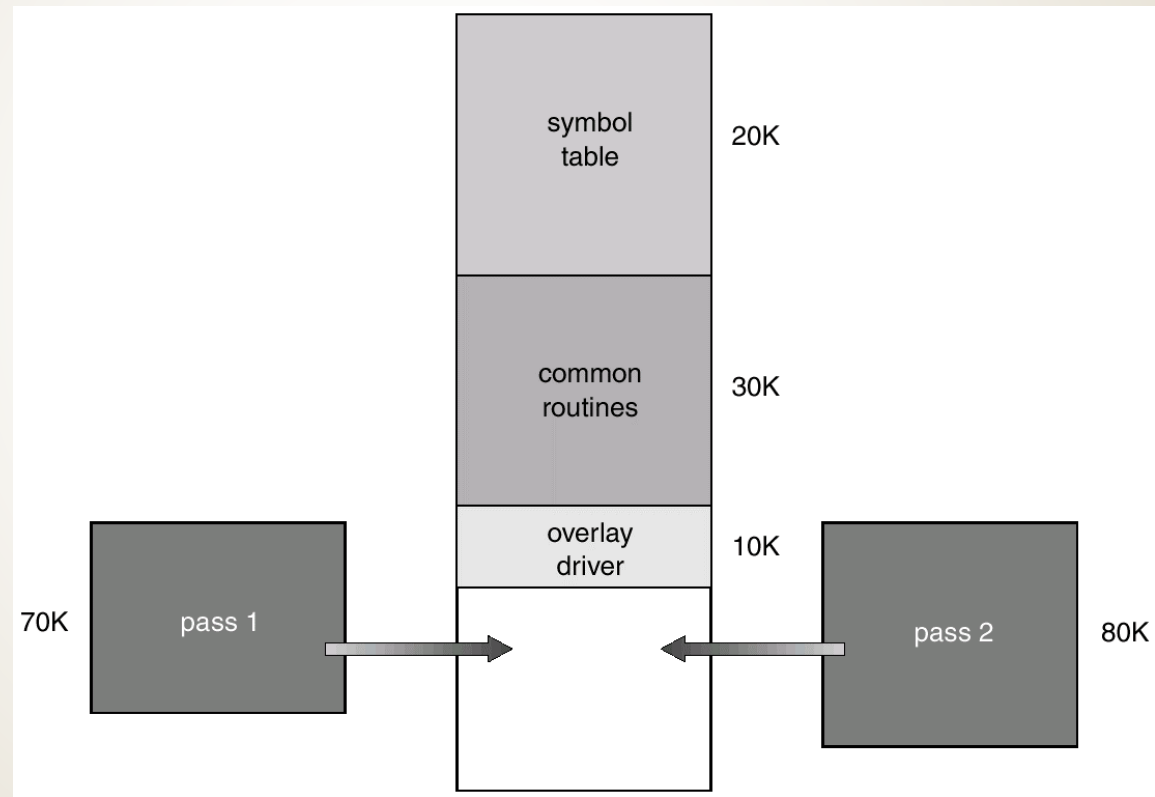 symbol
table
20K
common
routines
30K
overlay
driver
10K
70K
pass 1
pass 2
80K